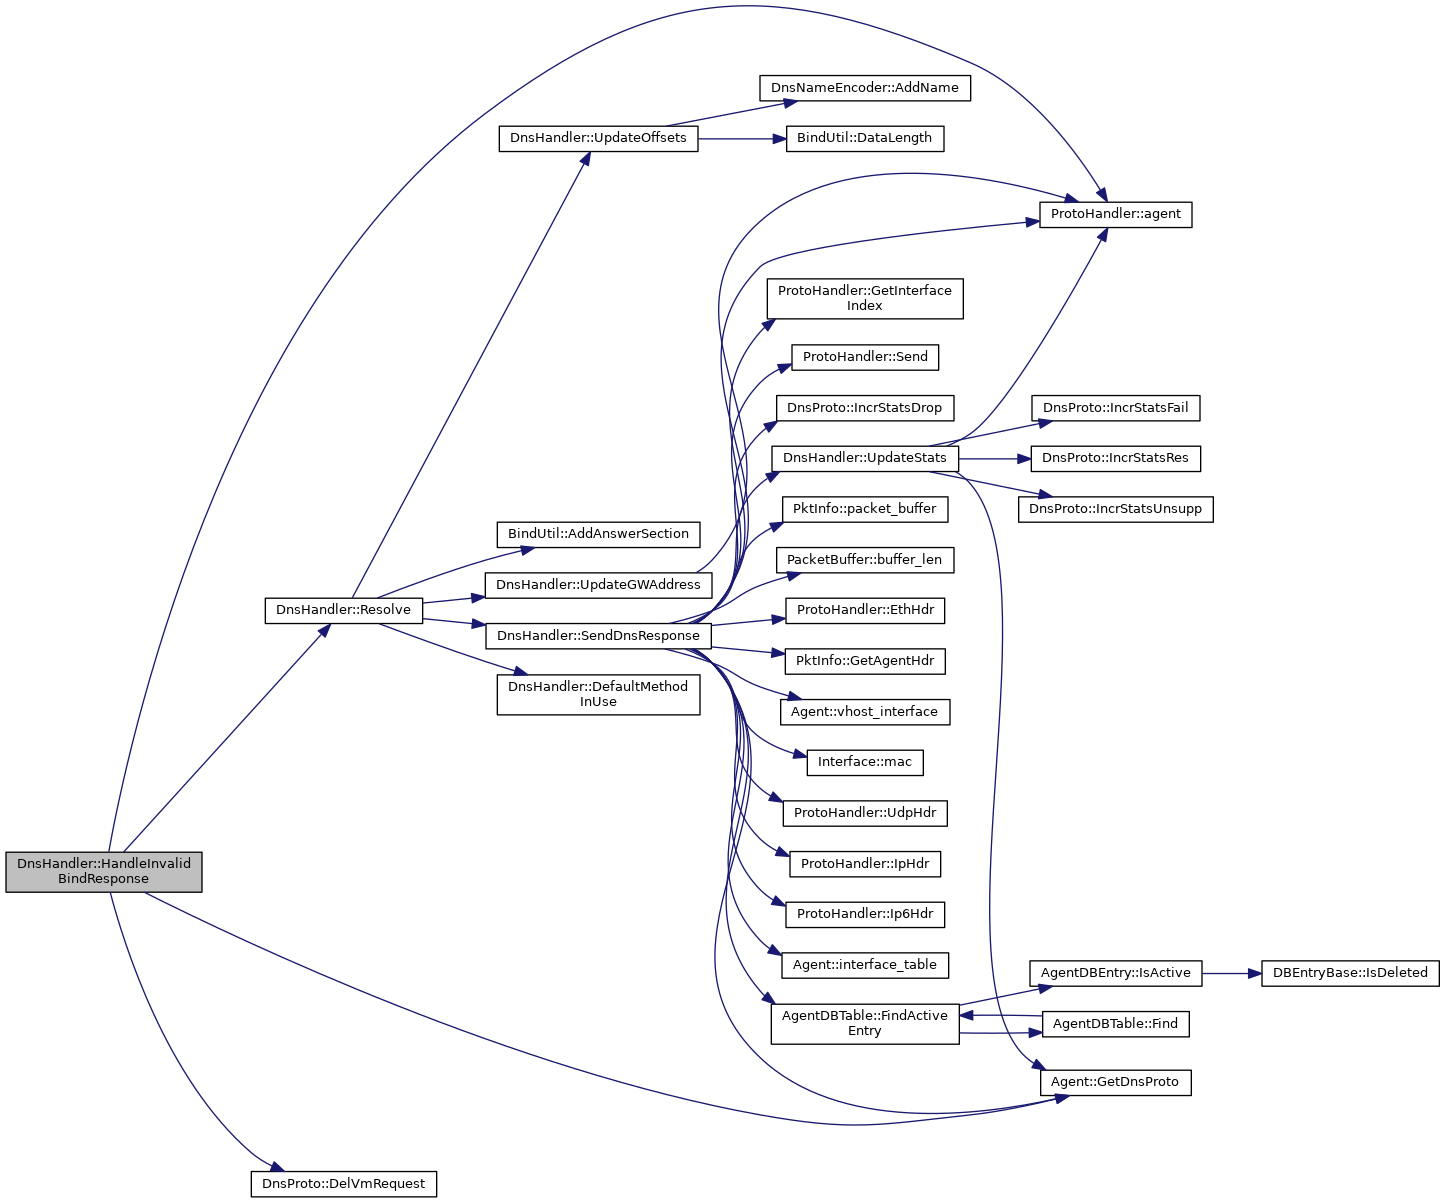 DnsNameEncoder::AddName
DnsHandler::UpdateOffsets
BindUtil::DataLength
ProtoHandler::agent
ProtoHandler::GetInterface
Index
ProtoHandler::Send
DnsProto::IncrStatsDrop
DnsProto::IncrStatsFail
DnsHandler::UpdateStats
DnsProto::IncrStatsRes
PktInfo::packet_buffer
DnsProto::IncrStatsUnsupp
BindUtil::AddAnswerSection
PacketBuffer::buffer_len
DnsHandler::UpdateGWAddress
DnsHandler::Resolve
ProtoHandler::EthHdr
DnsHandler::SendDnsResponse
PktInfo::GetAgentHdr
DnsHandler::DefaultMethod
InUse
Agent::vhost_interface
Interface::mac
ProtoHandler::UdpHdr
DnsHandler::HandleInvalid
BindResponse
ProtoHandler::IpHdr
ProtoHandler::Ip6Hdr
Agent::interface_table
AgentDBEntry::IsActive
DBEntryBase::IsDeleted
AgentDBTable::FindActive
Entry
AgentDBTable::Find
Agent::GetDnsProto
DnsProto::DelVmRequest